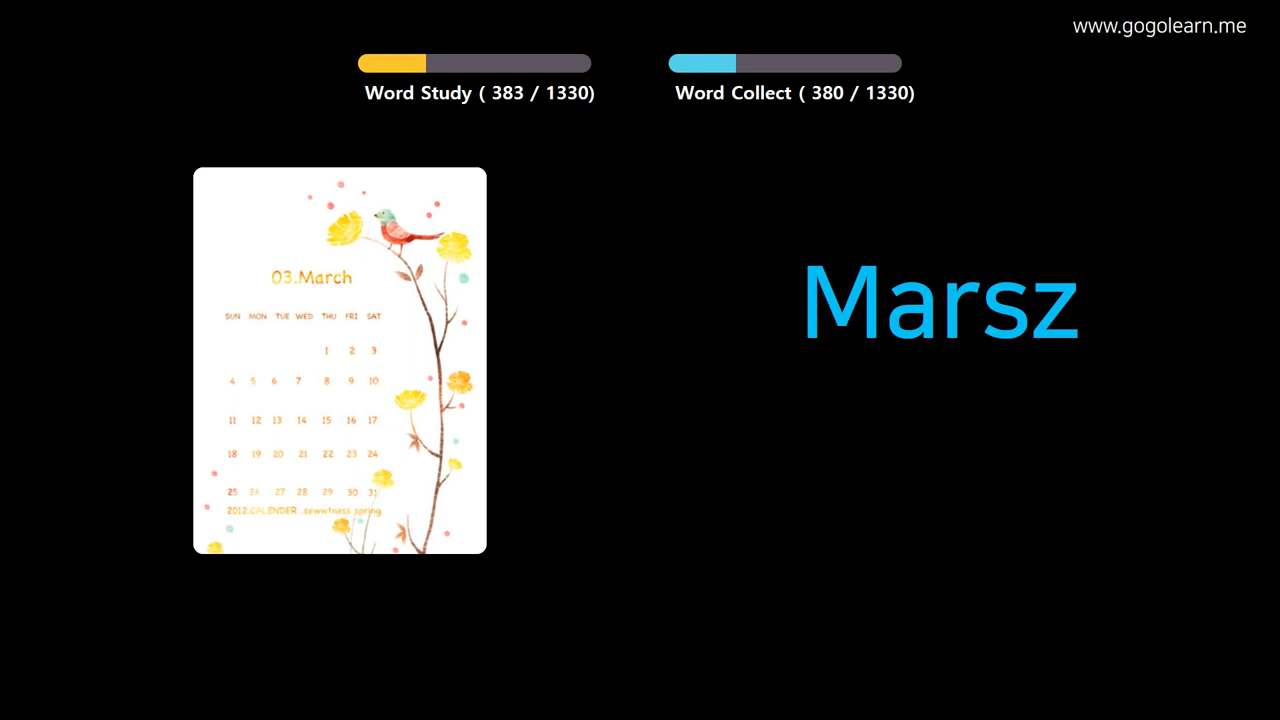 www.gogolearn.me
Word Study ( 383 / 1330)
Word Collect ( 380 / 1330)
03.March
SUN MON TUE WED THU FRI SAT
1 2 3
4 5 6 7 8 9 10
11 12 13 14 15 16 17
18 19 20 21 22 23 24
25 26 27 28 29 30 31
2012.CALENDER .sewwfness spring
Marsz